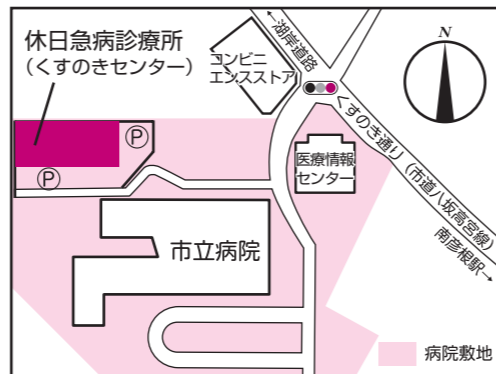 休日急病診療所
（くすのきセンター）
コンビニ
エンスストア
←湖岸道路
N
くすのき通り（市道八坂高宮線）
南彦根駅→
P
P
医療情報
センター
市立病院
病院敷地